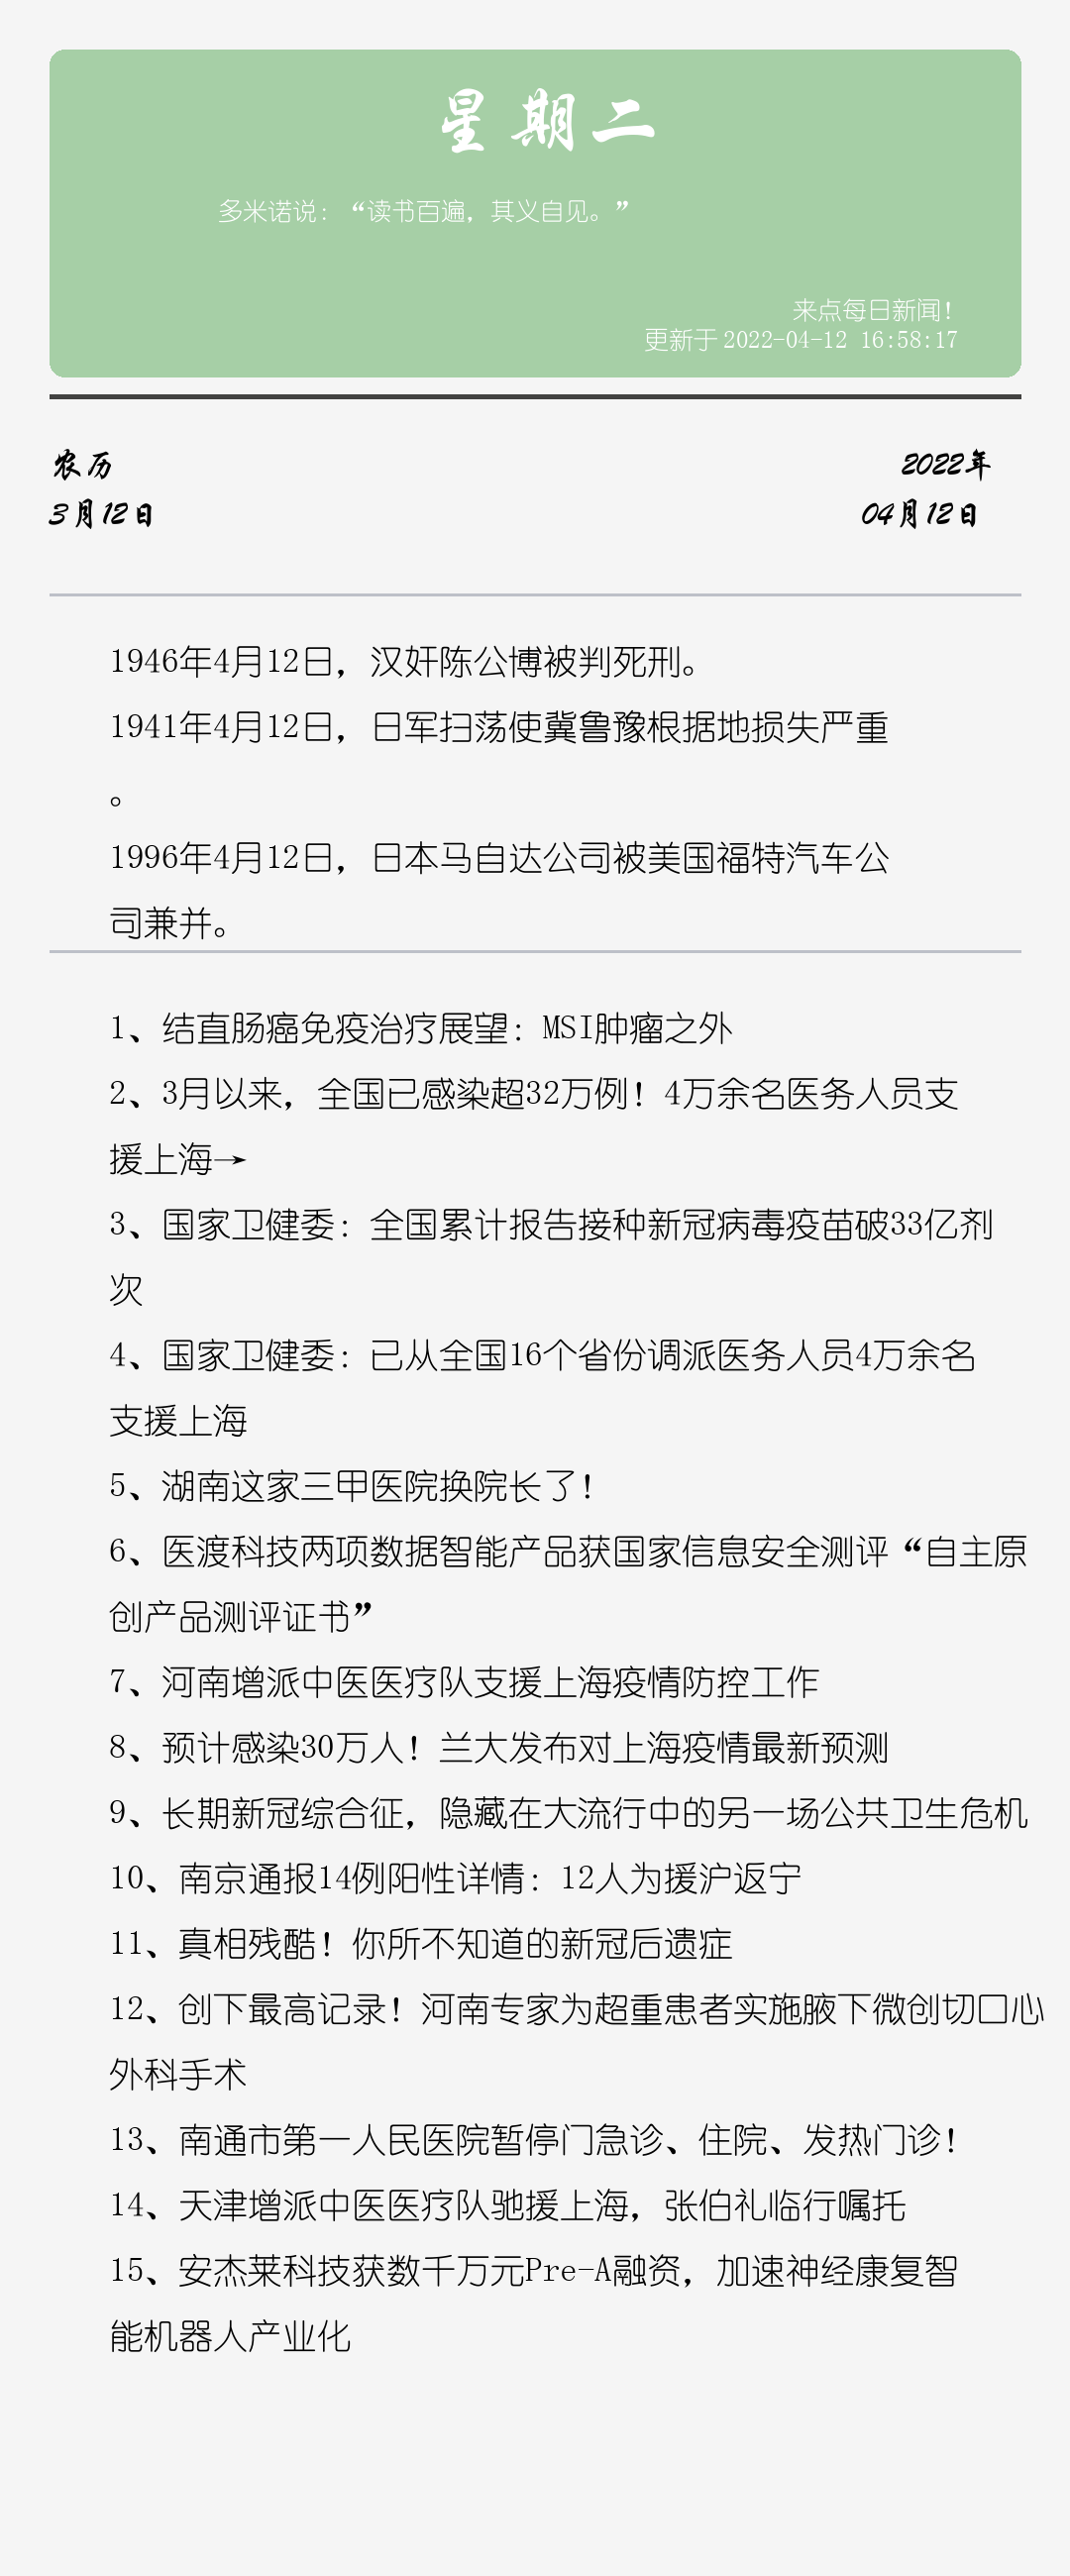 星期二
多米诺说：“读书百遍，其义自见。”
来点每日新闻！
更新于 2022-04-12 16:58:17
农历
2022年
3月12日
04月12日
1946年4月12日，汉奸陈公博被判死刑。
1941年4月12日，日军扫荡使冀鲁豫根据地损失严重
。
1996年4月12日，日本马自达公司被美国福特汽车公
司兼并。
1、结直肠癌免疫治疗展望：MSI肿瘤之外
2、3月以来，全国已感染超32万例！4万余名医务人员支
援上海→
3、国家卫健委：全国累计报告接种新冠病毒疫苗破33亿剂
次
4、国家卫健委：已从全国16个省份调派医务人员4万余名
支援上海
5、湖南这家三甲医院换院长了！
6、医渡科技两项数据智能产品获国家信息安全测评“自主原
创产品测评证书”
7、河南增派中医医疗队支援上海疫情防控工作
8、预计感染30万人！兰大发布对上海疫情最新预测
9、长期新冠综合征，隐藏在大流行中的另一场公共卫生危机
10、南京通报14例阳性详情：12人为援沪返宁
11、真相残酷！你所不知道的新冠后遗症
12、创下最高记录！河南专家为超重患者实施腋下微创切口心
外科手术
13、南通市第一人民医院暂停门急诊、住院、发热门诊！
14、天津增派中医医疗队驰援上海，张伯礼临行嘱托
15、安杰莱科技获数千万元Pre-A融资，加速神经康复智
能机器人产业化